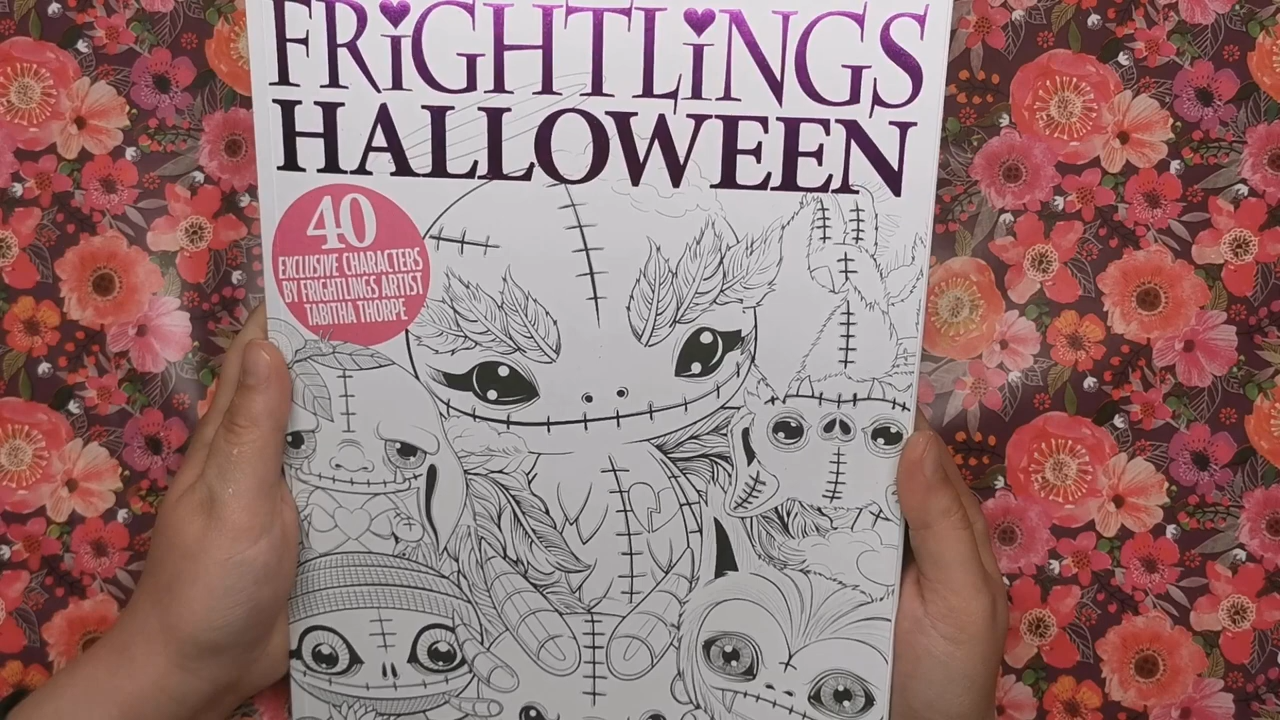 FRiGHTLiNGS
HALLOWEEN
40
EXCLUSIVE CHARACTERS
BY FRIGHTLINGS ARTIST
TABITHA THORPE